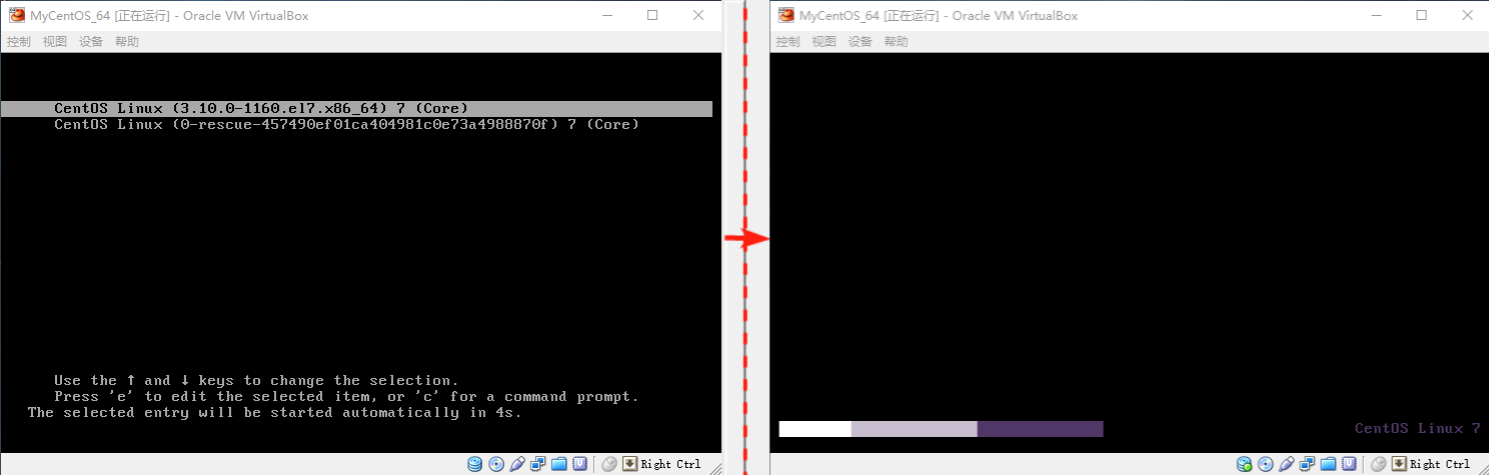 MyCentOS_64 [正在运行] - Oracle VM VirtualBox
控制 视图 设备 帮助
CentOS Linux (3.10.0-1160.el7.x86_64) 7 (Core)
CentOS Linux (0-rescue-457490ef01ca404981c0e73a4988870f) 7 (Core)
Use the ↑ and ↓ keys to change the selection.
Press 'e' to edit the selected item, or 'c' for a command prompt.
The selected entry will be started automatically in 4s.
Right Ctrl
MyCentOS_64 [正在运行] - Oracle VM VirtualBox
控制 视图 设备 帮助
CentOS Linux 7
Right Ctrl